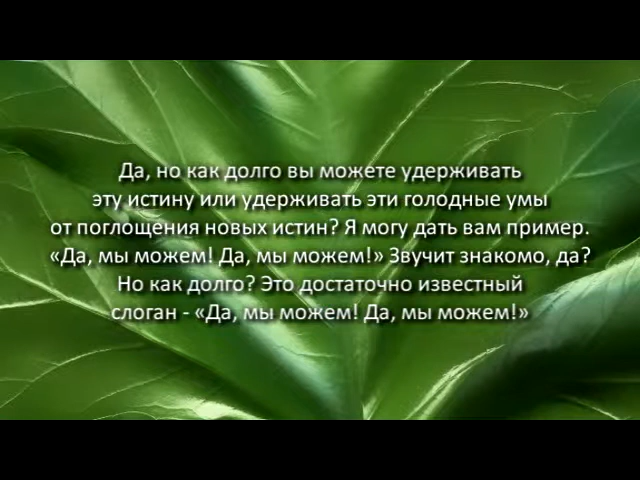 Да, но как долго вы можете удерживать
эту истину или удерживать эти голодные умы
от поглощения новых истин? Я могу дать вам пример.
«Да, мы можем! Да, мы можем!» Звучит знакомо, да?
Но как долго? Это достаточно известный
слоган - «Да, мы можем! Да, мы можем!»